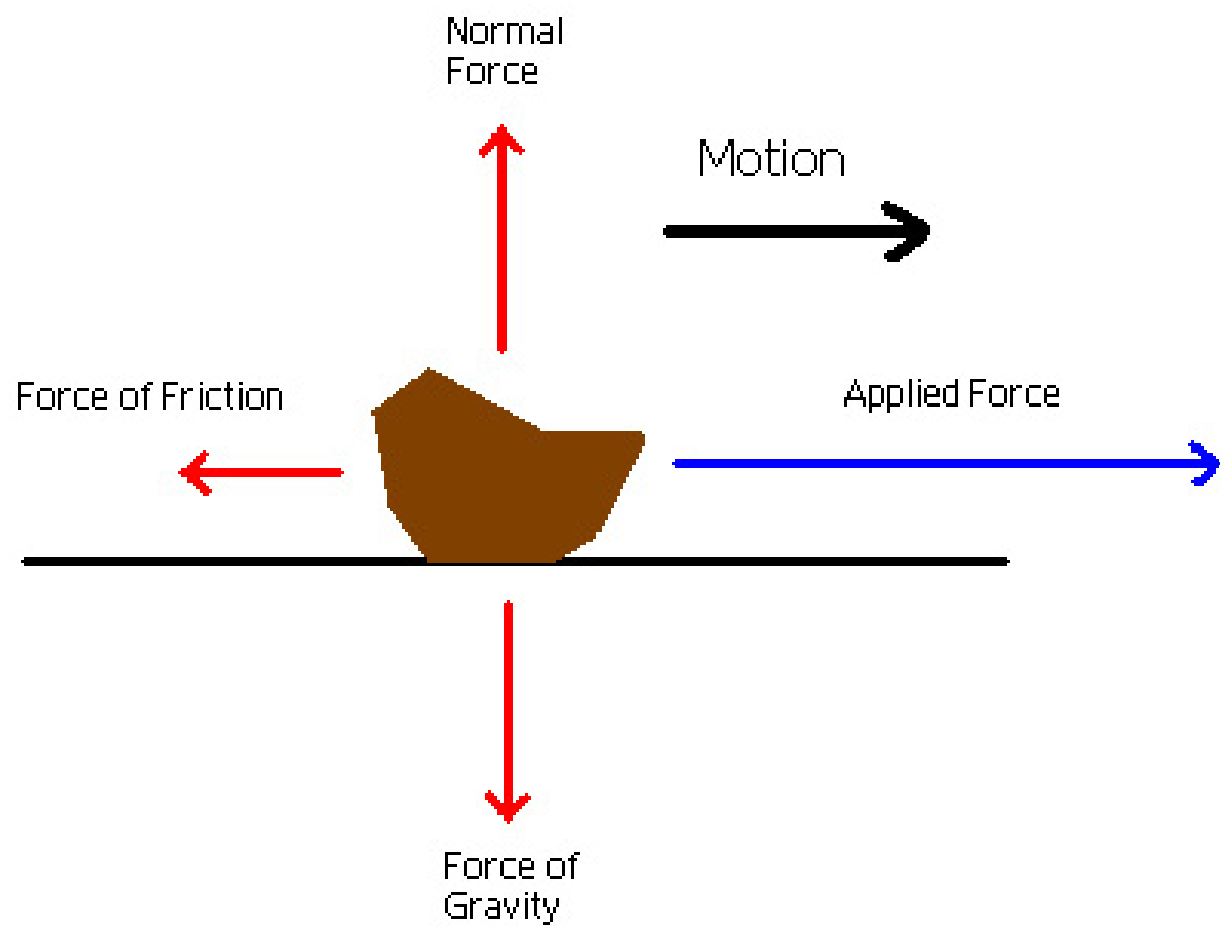 Normal
Force
Motion
Force of Friction
Applied Force
Force of
Gravity